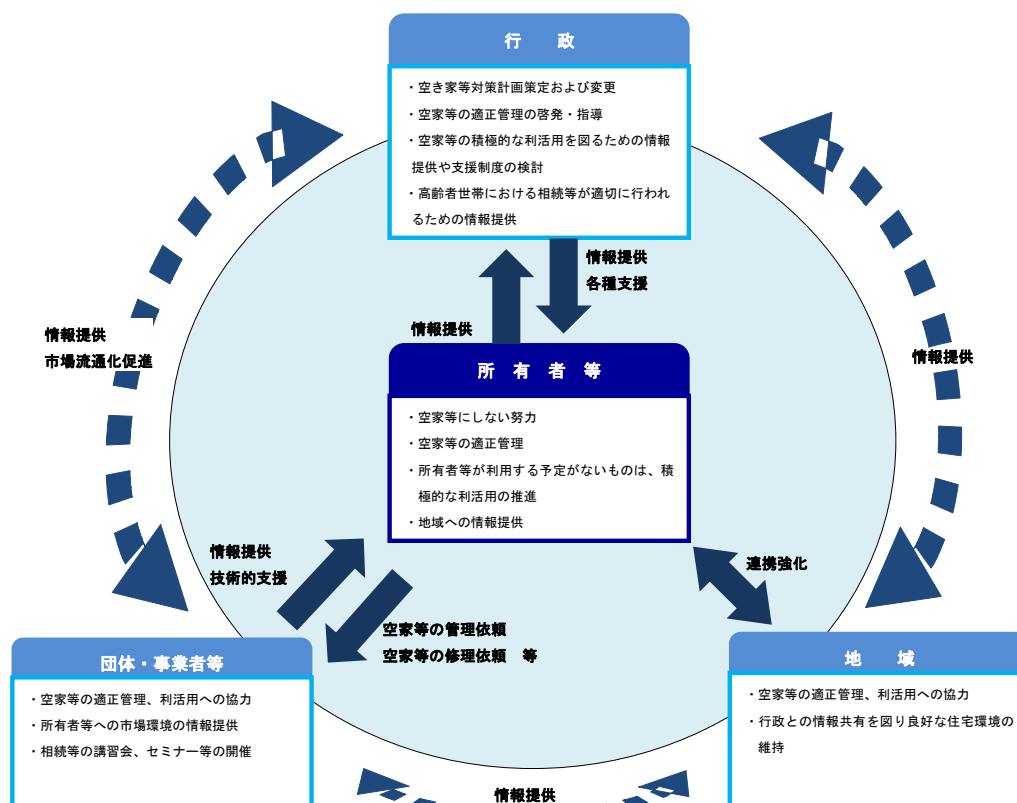 行　政
・空き家等対策計画策定および変更
・空家等の適正管理の啓発・指導
・空家等の積極的な利活用を図るための情報
提供や支援制度の検討
・高齢者世帯における相続等が適切に行われ
るための情報提供
情報提供
各種支援
情報提供
情報提供
市場流通化促進
情報提供
所　有　者　等
・空家等にしない努力
・空家等の適正管理
・所有者等が利用する予定がないものは、積
極的な利活用の推進
・地域への情報提供
情報提供
技術的支援
連携強化
空家等の管理依頼
空家等の修理依頼　等
団体・事業者等
・空家等の適正管理、利活用への協力
・所有者等への市場環境の情報提供
・相続等の講習会、セミナー等の開催
地　域
・空家等の適正管理、利活用への協力
・行政との情報共有を図り良好な住宅環境の
維持
情報提供